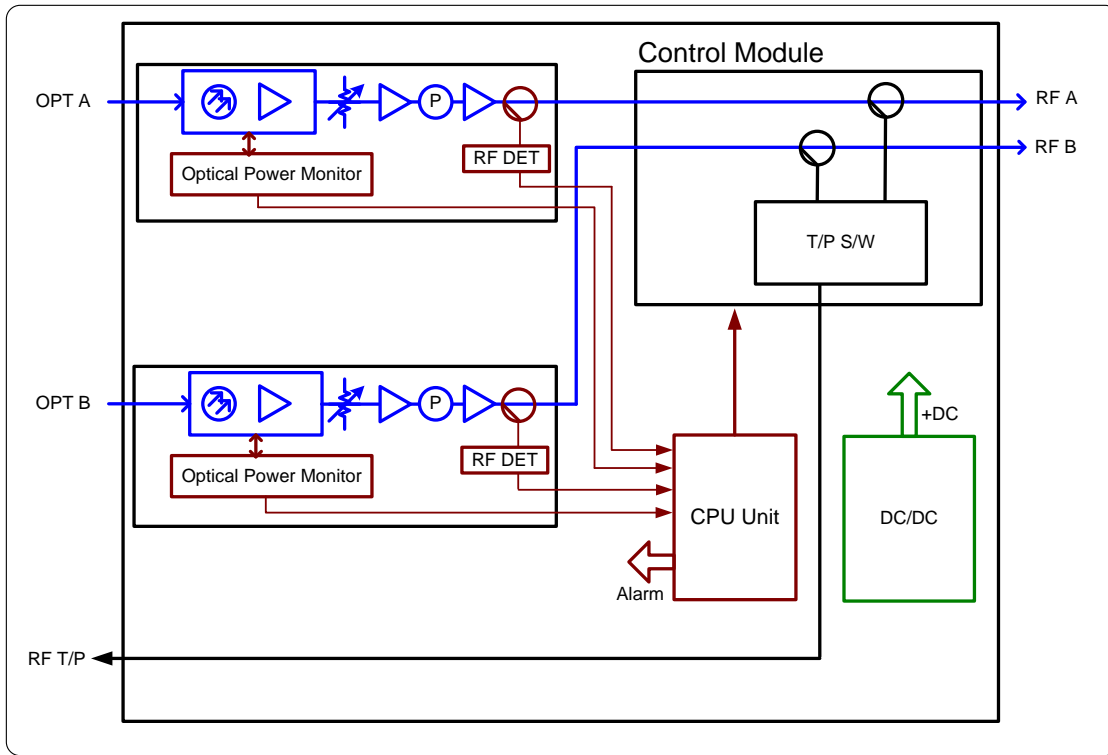 Control Module
OPT A
P
RF A
RF B
RF DET
Optical Power Monitor
T/P S/W
OPT B
P
+DC
RF DET
Optical Power Monitor
CPU Unit
DC/DC
Alarm
RF T/P